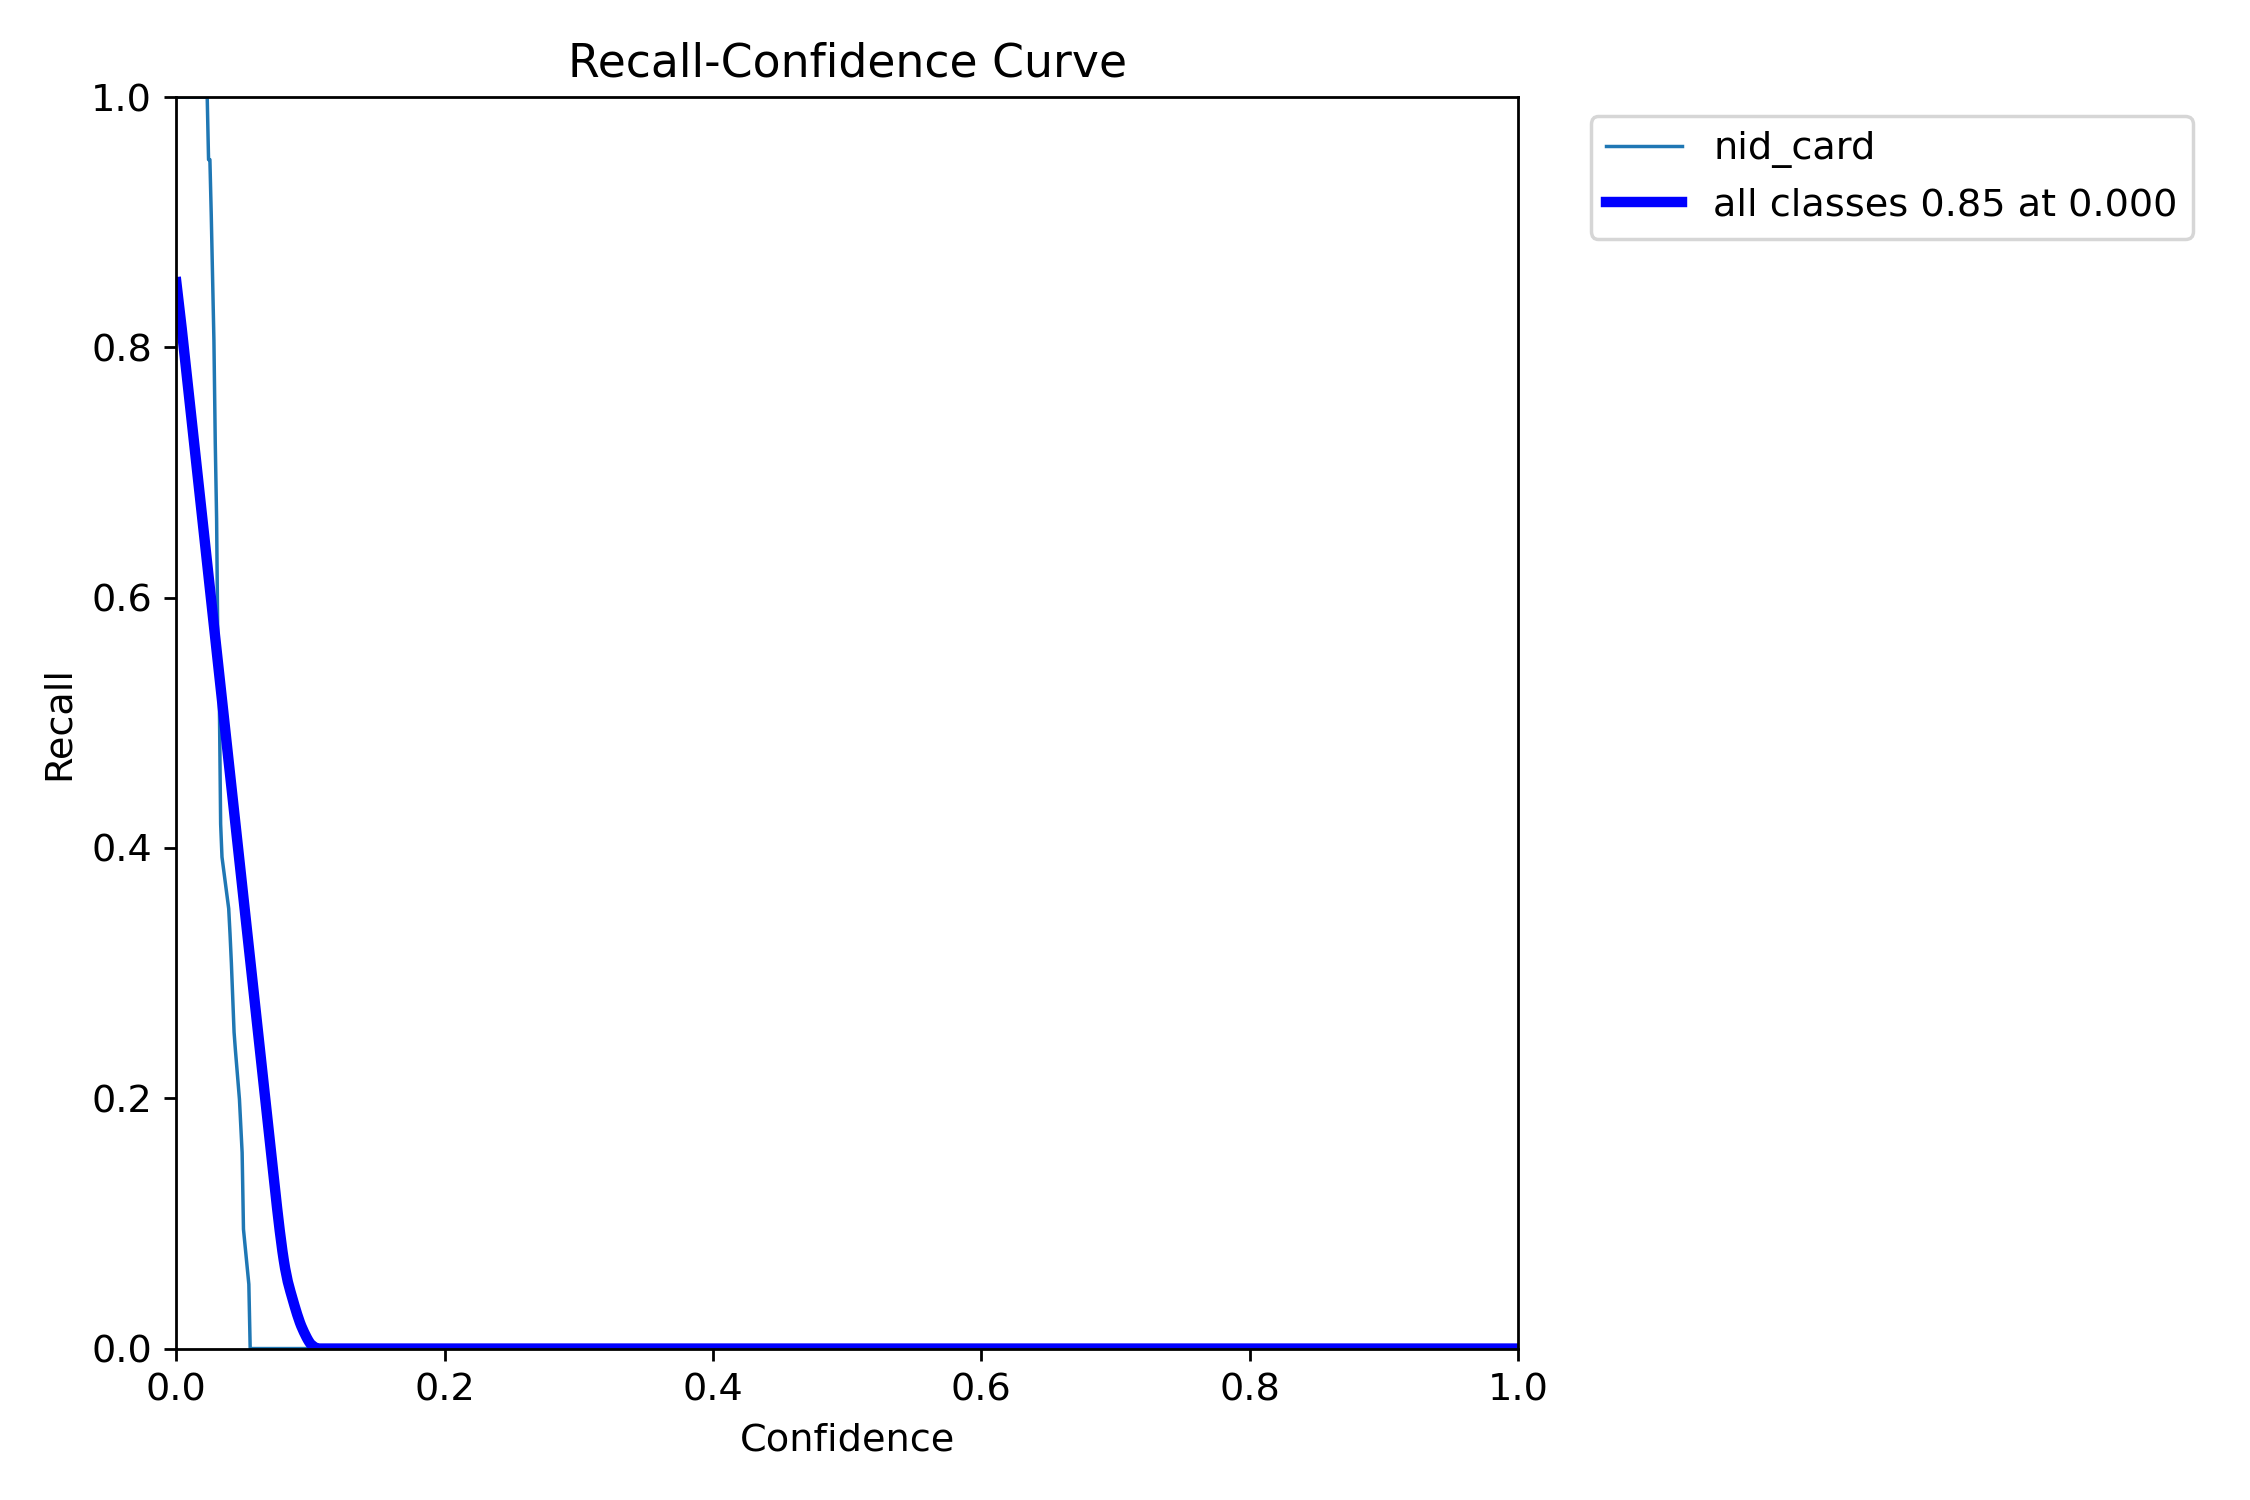 Recall-Confidence Curve
nid_card
all classes 0.85 at 0.000
1.0
0.8
0.6
0.4
0.2
0.0
Recall
0.0 0.2 0.4 0.6 0.8 1.0
Confidence